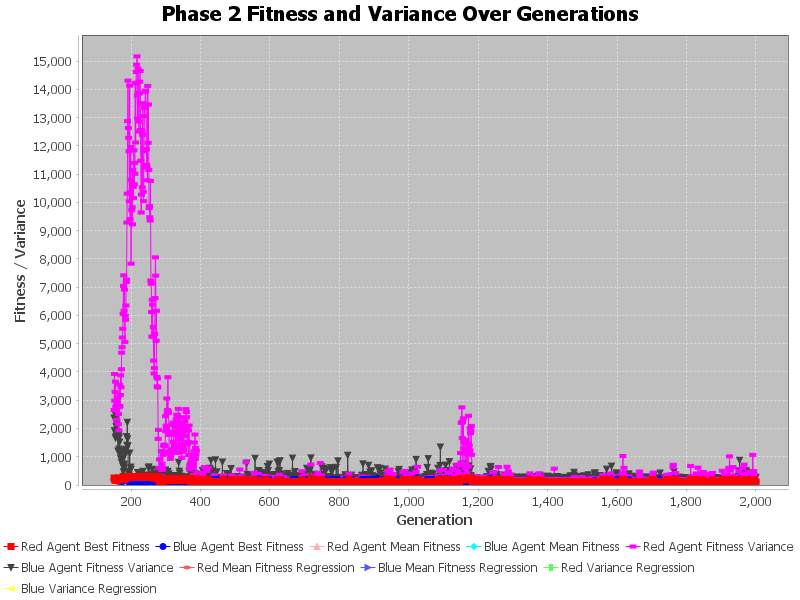 Phase 2 Fitness and Variance Over Generations
15,000
14,000
13,000
12,000
11,000
10,000
9,000
8,000
7,000
6,000
5,000
4,000
3,000
2,000
1,000
0
Fitness / Variance
200 400 600 800 1,000 1,200 1,400 1,600 1,800 2,000
Generation
Red Agent Best Fitness Blue Agent Best Fitness Red Agent Mean Fitness Blue Agent Mean Fitness Red Agent Fitness Variance
Blue Agent Fitness Variance Red Mean Fitness Regression Blue Mean Fitness Regression Red Variance Regression
Blue Variance Regression